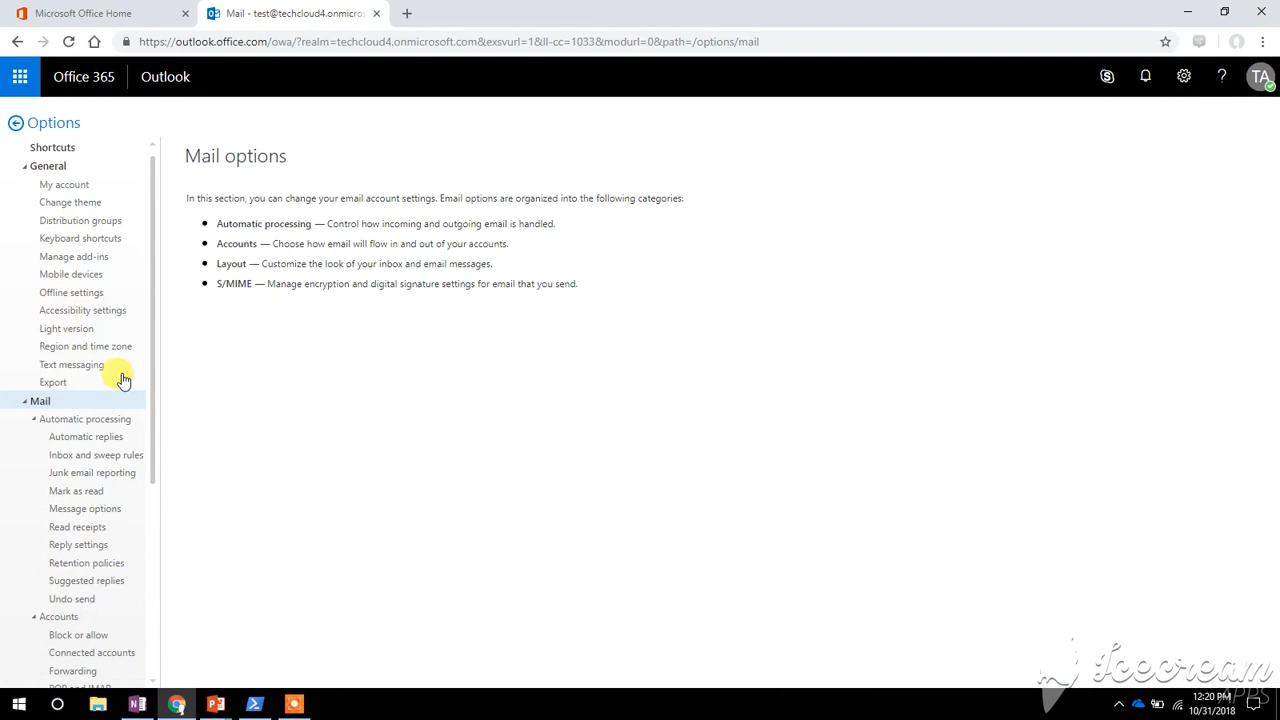 Microsoft Office Home
Mail - test@techcloud4.onmicros
https://outlook.office.com/owa/?realm=techcloud4.onmicrosoft.com&exsvurl=1&ll-cc=1033&modurl=0&path=/options/mail
Office 365
Outlook
TA
Options
Shortcuts
General
My account
Change theme
Distribution groups
Keyboard shortcuts
Manage add-ins
Mobile devices
Offline settings
Accessibility settings
Light version
Region and time zone
Text messaging
Export
Mail
Automatic processing
Automatic replies
Inbox and sweep rules
Junk email reporting
Mark as read
Message options
Read receipts
Reply settings
Retention policies
Suggested replies
Undo send
Accounts
Block or allow
Connected accounts
Forwarding
POP and IMAP
Mail options
In this section, you can change your email account settings. Email options are organized into the following categories:
Automatic processing — Control how incoming and outgoing email is handled.
Accounts — Choose how email will flow in and out of your accounts.
Layout — Customize the look of your inbox and email messages.
S/MIME — Manage encryption and digital signature settings for email that you send.
Icecream
APPS
12:20 PM
10/31/2018